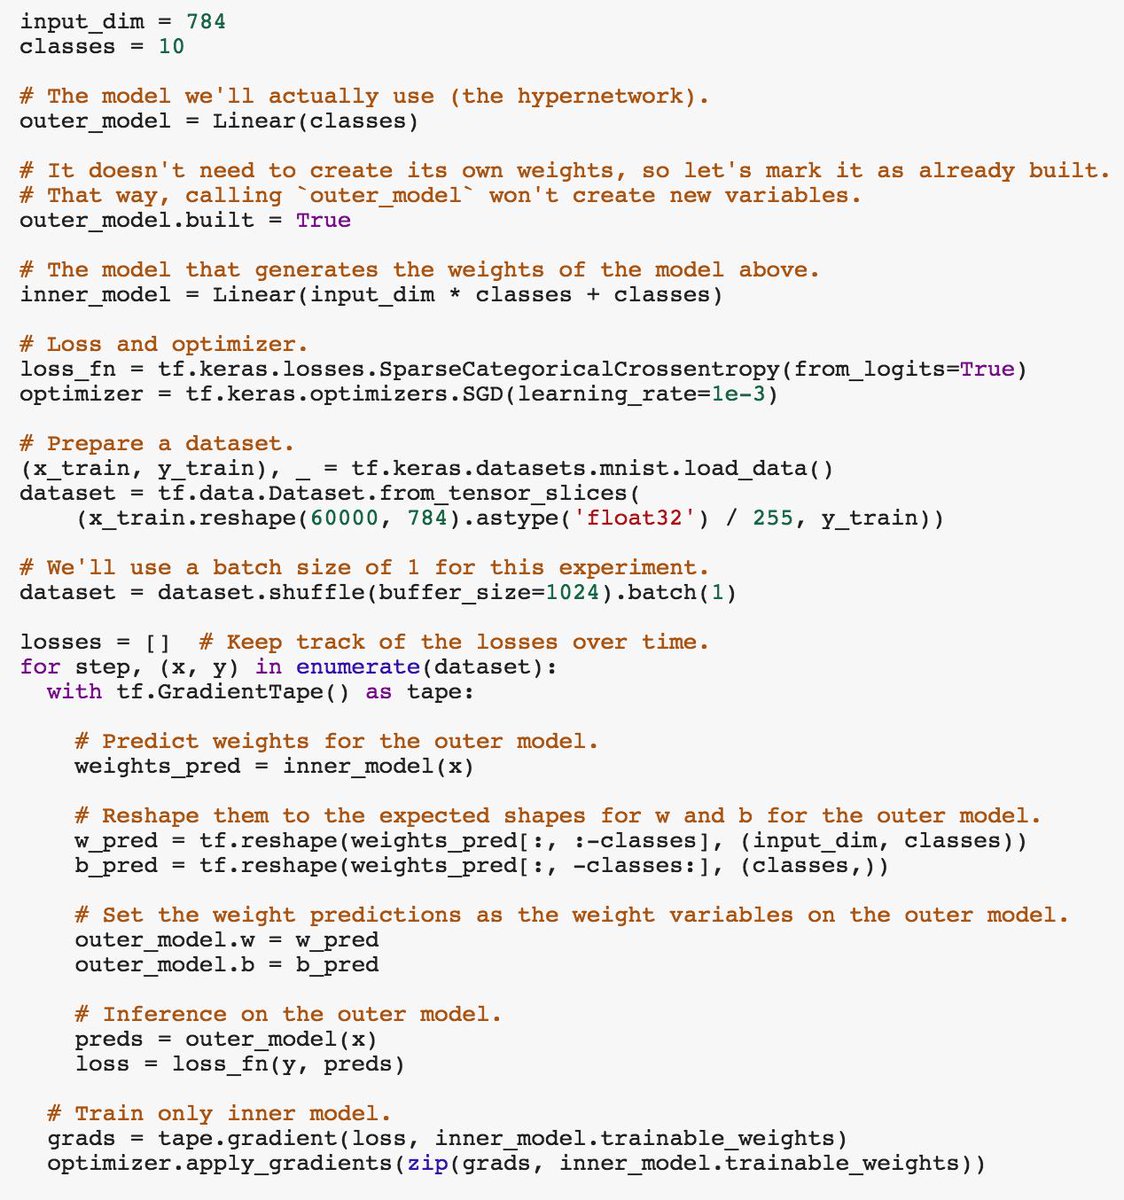 input_dim = 784
classes = 10
# The model we'll actually use (the hypernetwork).
outer_model = Linear(classes)
# It doesn't need to create its own weights, so let's mark it as already built.
# That way, calling `outer_model` won't create new variables.
outer_model.built = True
# The model that generates the weights of the model above.
inner_model = Linear(input_dim * classes + classes)
# Loss and optimizer.
loss_fn = tf.keras.losses.SparseCategoricalCrossentropy(from_logits=True)
optimizer = tf.keras.optimizers.SGD(learning_rate=1e-3)
# Prepare a dataset.
(x_train, y_train), _ = tf.keras.datasets.mnist.load_data()
dataset = tf.data.Dataset.from_tensor_slices(
    (x_train.reshape(60000, 784).astype('float32') / 255, y_train))
# We'll use a batch size of 1 for this experiment.
dataset = dataset.shuffle(buffer_size=1024).batch(1)
losses = []  # Keep track of the losses over time.
for step, (x, y) in enumerate(dataset):
  with tf.GradientTape() as tape:
    # Predict weights for the outer model.
    weights_pred = inner_model(x)
    # Reshape them to the expected shapes for w and b for the outer model.
    w_pred = tf.reshape(weights_pred[:, :-classes], (input_dim, classes))
    b_pred = tf.reshape(weights_pred[:, -classes:], (classes,))
    # Set the weight predictions as the weight variables on the outer model.
    outer_model.w = w_pred
    outer_model.b = b_pred
    # Inference on the outer model.
    preds = outer_model(x)
    loss = loss_fn(y, preds)
  # Train only inner model.
  grads = tape.gradient(loss, inner_model.trainable_weights)
  optimizer.apply_gradients(zip(grads, inner_model.trainable_weights))